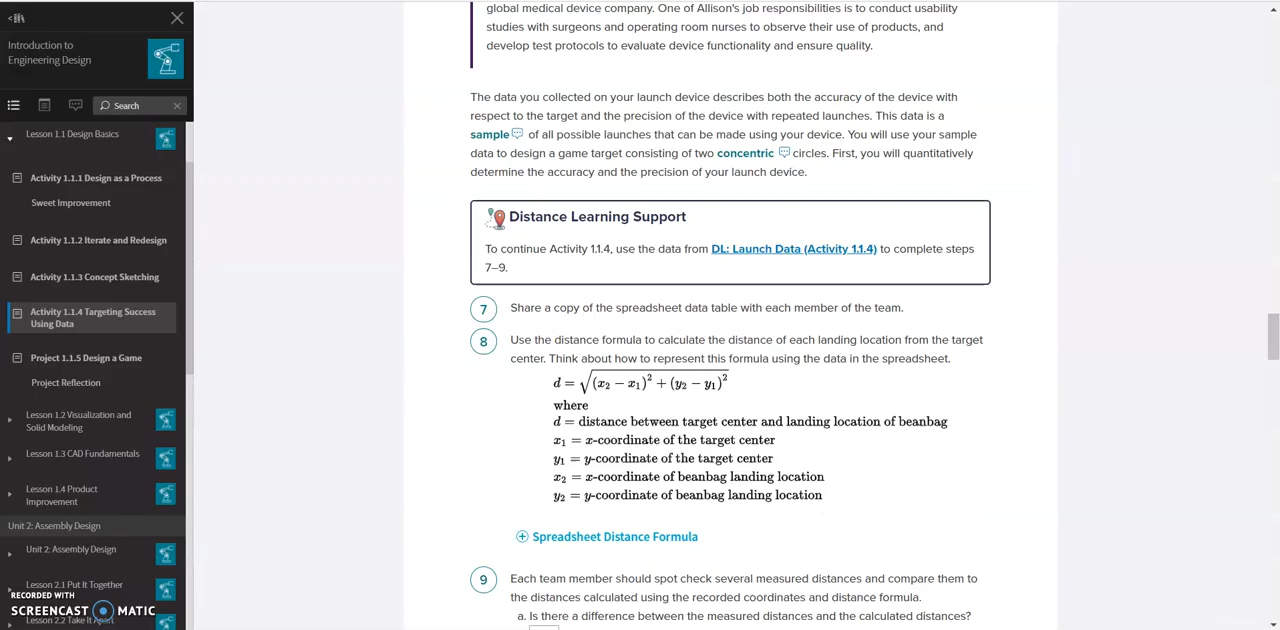 Introduction to
Engineering Design
Search
Lesson 1.1 Design Basics
Activity 1.1.1 Design as a Process
Sweet Improvement
Activity 1.1.2 Iterate and Redesign
Activity 1.1.3 Concept Sketching
Activity 1.1.4 Targeting Success
Using Data
Project 1.1.5 Design a Game
Project Reflection
Lesson 1.2 Visualization and
Solid Modeling
Lesson 1.3 CAD Fundamentals
Lesson 1.4 Product
Improvement
Unit 2: Assembly Design
Unit 2: Assembly Design
Lesson 2.1 Put It Together
RECORDED WITH
SCREENCAST MATIC
Lesson 2.2 Take It Apart
global medical device company. One of Allison's job responsibilities is to conduct usability
studies with surgeons and operating room nurses to observe their use of products, and
develop test protocols to evaluate device functionality and ensure quality.
The data you collected on your launch device describes both the accuracy of the device with
respect to the target and the precision of the device with repeated launches. This data is a
sample of all possible launches that can be made using your device. You will use your sample
data to design a game target consisting of two concentric circles. First, you will quantitatively
determine the accuracy and the precision of your launch device.
Distance Learning Support
To continue Activity 1.1.4, use the data from DL: Launch Data (Activity 1.1.4) to complete steps
7–9.
7 Share a copy of the spreadsheet data table with each member of the team.
8 Use the distance formula to calculate the distance of each landing location from the target
center. Think about how to represent this formula using the data in the spreadsheet.
d = √(x₂ − x₁)² + (y₂ − y₁)²
where
d = distance between target center and landing location of beanbag
x₁ = x-coordinate of the target center
y₁ = y-coordinate of the target center
x₂ = x-coordinate of beanbag landing location
y₂ = y-coordinate of beanbag landing location
Spreadsheet Distance Formula
9 Each team member should spot check several measured distances and compare them to
the distances calculated using the recorded coordinates and distance formula.
a. Is there a difference between the measured distances and the calculated distances?